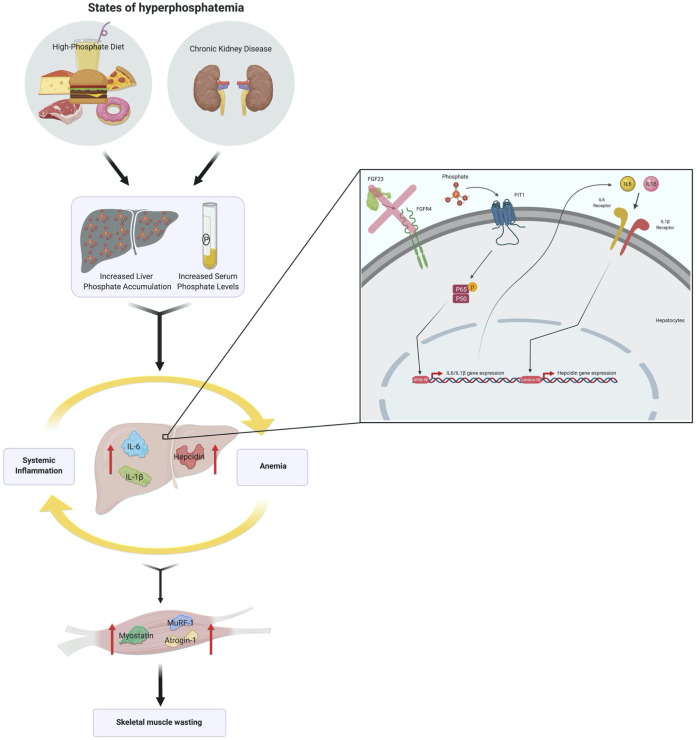 States of hyperphosphatemia
High-Phosphate Diet
Chronic Kidney Disease
Increased Liver
Phosphate Accumulation
Increased Serum
Phosphate Levels
P
Systemic
Inflammation
IL-6
IL-1β
Hepcidin
Anemia
MuRF-1
Myostatin
Atrogin-1
Skeletal muscle wasting
FGF23
FGFR4
Phosphate
PIT1
IL6
IL1β
IL6
Receptor
IL1β
Receptor
P65
P
P50
Hepatocytes
IL6/IL1β gene expression
Hepcidin gene expression